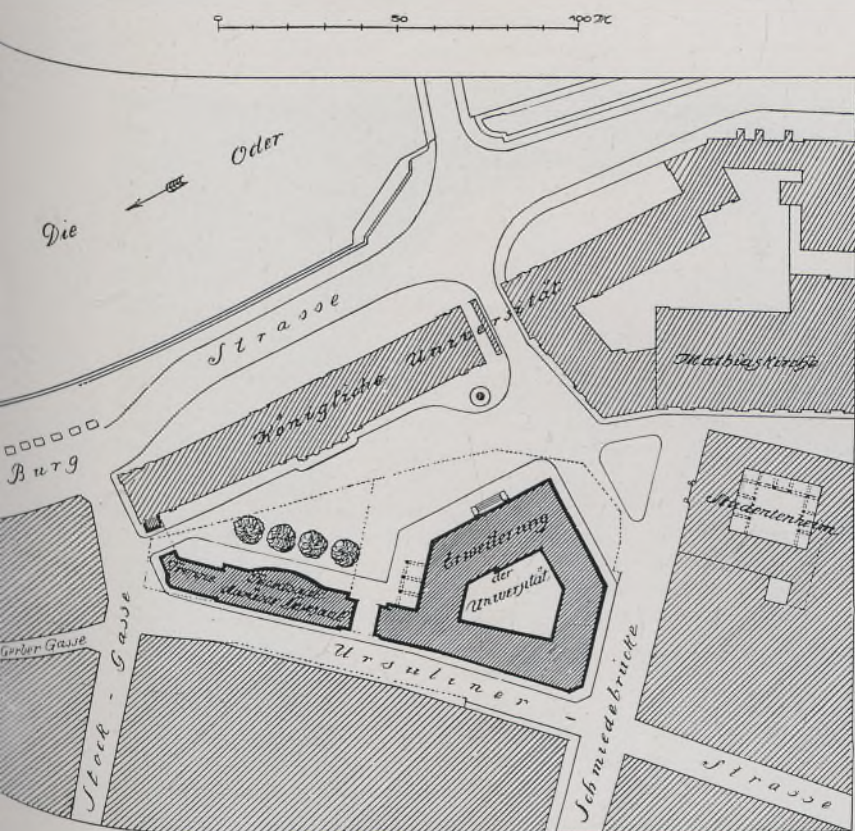 0 50 100 M
Oder
Die
Strasse
Königliche Universität
Mathiaskirche
Burg
Studentenheim
Erweiterung
der
Universität
Gerber Gasse
Stock - Gasse
Ursuliner -
Schmiedebrücke
Strasse